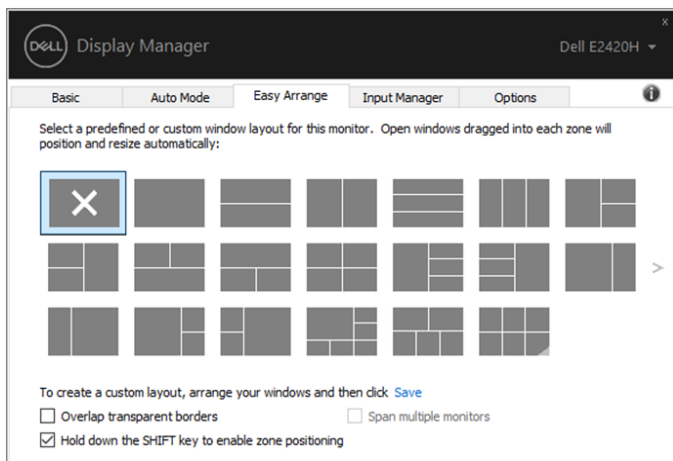 x
DELL Display Manager Dell E2420H
Basic Auto Mode Easy Arrange Input Manager Options i
Select a predefined or custom window layout for this monitor. Open windows dragged into each zone will
position and resize automatically:
>
To create a custom layout, arrange your windows and then click Save
Overlap transparent borders Span multiple monitors
Hold down the SHIFT key to enable zone positioning